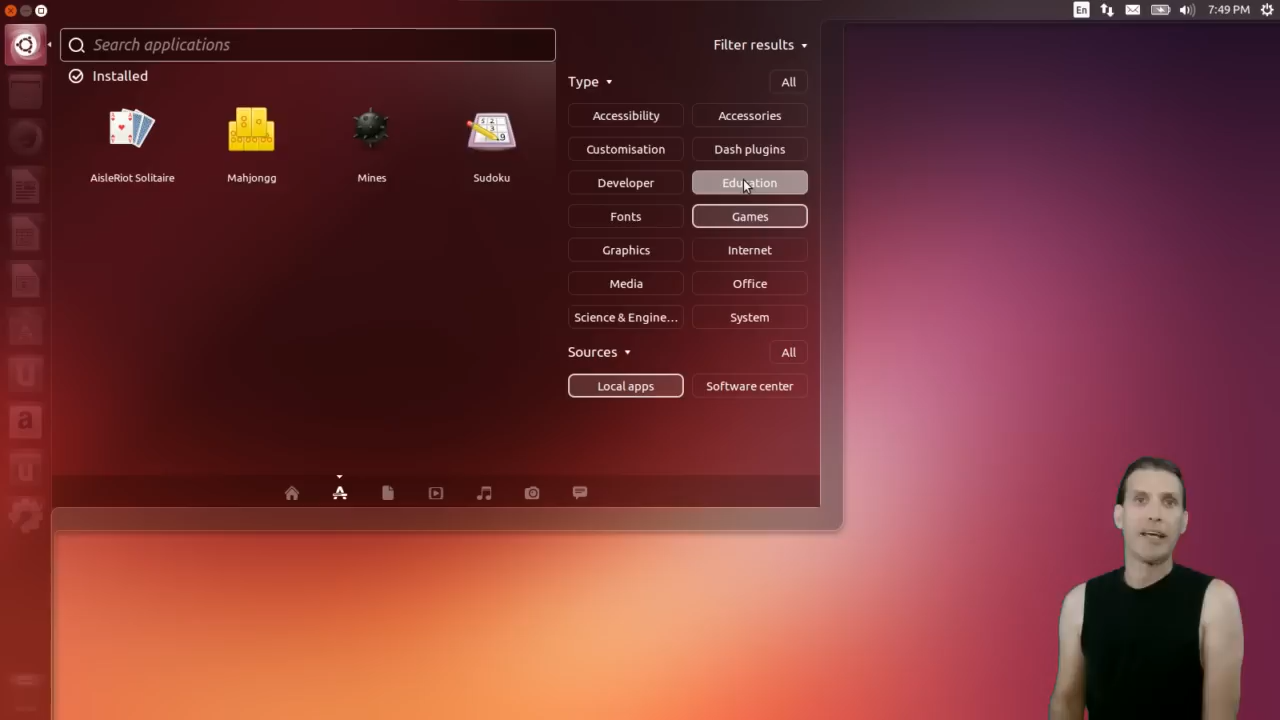 En 7:49 PM
Search applications
Filter results
Installed
Type All
AisleRiot Solitaire Mahjongg Mines Sudoku
Accessibility Accessories
Customisation Dash plugins
Developer Education
Fonts Games
Graphics Internet
Media Office
Science & Engine... System
Sources All
Local apps Software center